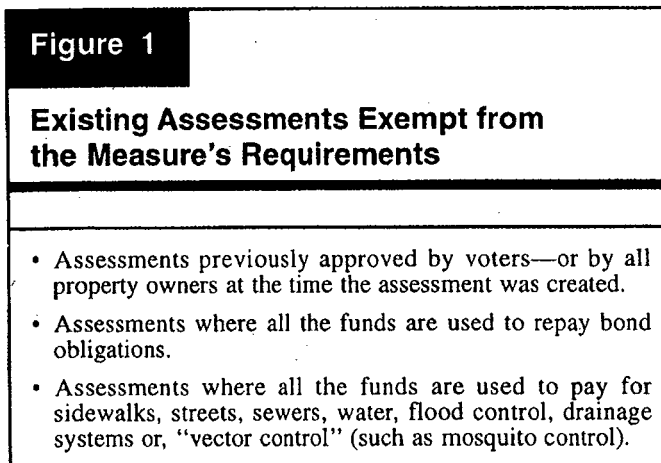 Figure 1
Existing Assessments Exempt from
the Measure's Requirements
• Assessments previously approved by voters—or by all
property owners at the time the assessment was created.
• Assessments where all the funds are used to repay bond
obligations.
• Assessments where all the funds are used to pay for
sidewalks, streets, sewers, water, flood control, drainage
systems or, “vector control” (such as mosquito control).